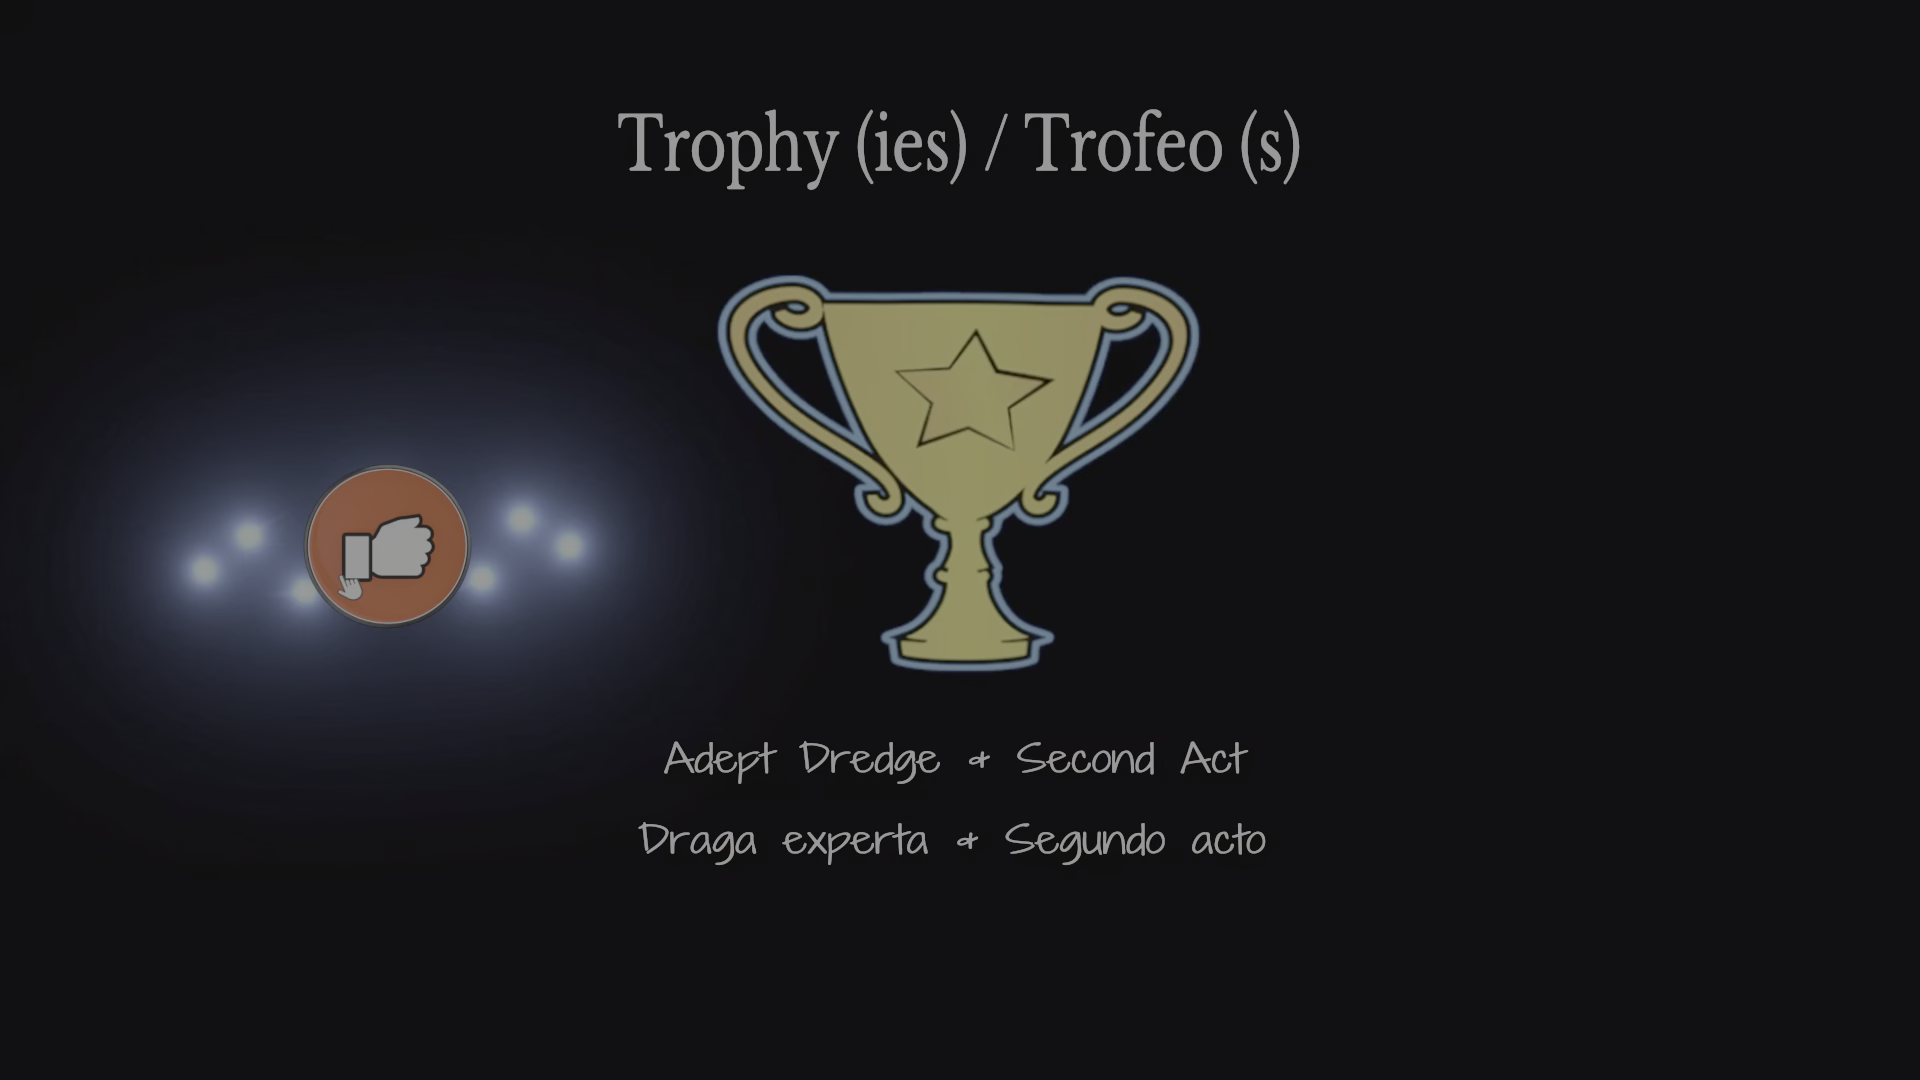 Trophy (ies) / Trofeo (s)
Adept Dredge & Second Act
Draga experta & Segundo acto